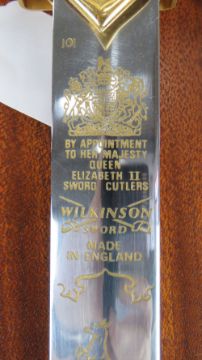 101
BY APPOINTMENT
TO HER MAJESTY
QUEEN
ELIZABETH II
SWORD CUTLERS
WILKINSON
SWORD
MADE
IN ENGLAND